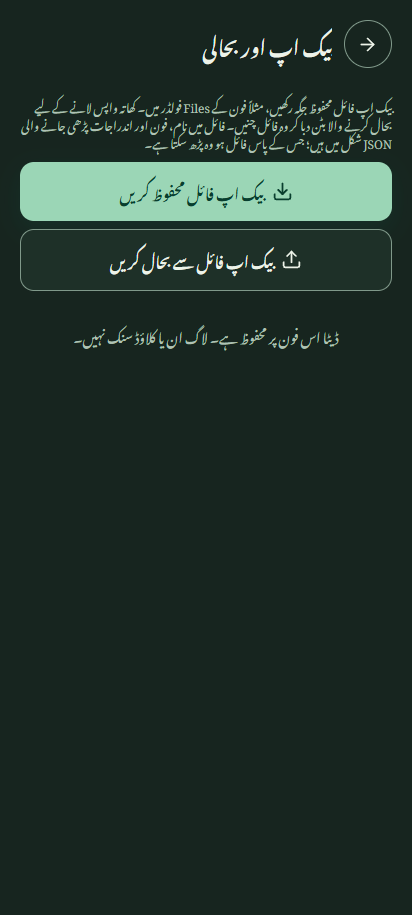 بیک اپ اور بحالی
بیک اپ فائل محفوظ جگہ رکھیں، مثلاً فون کے Files فولڈر میں۔ کھاتہ واپس لانے کے لیے
بحال کرنے والا بٹن دبا کر وہ فائل چنیں۔ فائل میں نام، فون اور اندراجات پڑھی جانے والی
JSON شکل میں ہیں؛ جس کے پاس فائل ہو وہ پڑھ سکتا ہے۔
بیک اپ فائل محفوظ کریں
بیک اپ فائل سے بحال کریں
ڈیٹا اس فون پر محفوظ ہے۔ لاگ ان یا کلاؤڈ سنک نہیں۔